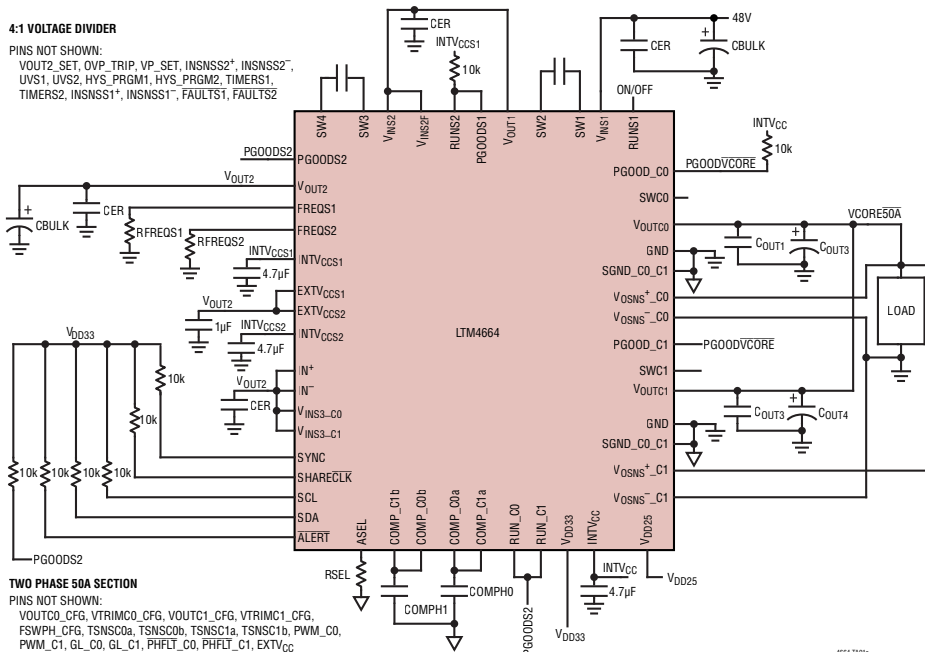 4:1 VOLTAGE DIVIDER
PINS NOT SHOWN:
VOUT2_SET, OVP_TRIP, VP_SET, INSNSS2+, INSNSS2–,
UVS1, UVS2, HYS_PRGM1, HYS_PRGM2, TIMERS1,
TIMERS2, INSNSS1+, INSNSS1–, FAULTS1, FAULTS2
CER
INTVCCS1
10k
48V
CER
+
CBULK
ON/OFF
SW4
SW3
VINS2
VINS2F
RUNS2
PGOODS1
VOUT1
SW2
SW1
VINS1
RUNS1
INTVCC
10k
PGOODS2
PGOODS2
PGOOD_C0
PGOODVCORE
VOUT2
VOUT2
SWC0
+
CBULK
CER
FREQS1
VOUTC0
VCORE50A
RFREQS1
FREQS2
GND
COUT1
+
COUT3
RFREQS2
INTVCCS1
INTVCCS1
SGND_C0_C1
4.7µF
EXTVCCS1
VOSNS+_C0
VOUT2
EXTVCCS2
VOSNS–_C0
LOAD
1µF
INTVCCS2
INTVCCS2
LTM4664
4.7µF
PGOOD_C1
PGOODVCORE
VDD33
10k
IN+
SWC1
VOUT2
IN–
VOUTC1
CER
VINS3_C0
COUT3
+
COUT4
10k
VINS3_C1
GND
SYNC
SGND_C0_C1
10k
10k
10k
10k
SHARECLK
VOSNS+_C1
SCL
VOSNS–_C1
SDA
ALERT
PGOODS2
ASEL
COMP_C1b
COMP_C0b
COMP_C0a
COMP_C1a
RUN_C0
RUN_C1
VDD33
INTVCC
VDD25
RSEL
COMPH1
COMPH0
PGOODS2
VDD33
INTVCC
4.7µF
VDD25
TWO PHASE 50A SECTION
PINS NOT SHOWN:
VOUTC0_CFG, VTRIMC0_CFG, VOUTC1_CFG, VTRIMC1_CFG,
FSWPH_CFG, TSNSC0a, TSNSC0b, TSNSC1a, TSNSC1b, PWM_C0,
PWM_C1, GL_C0, GL_C1, PHFLT_C0, PHFLT_C1, EXTVCC